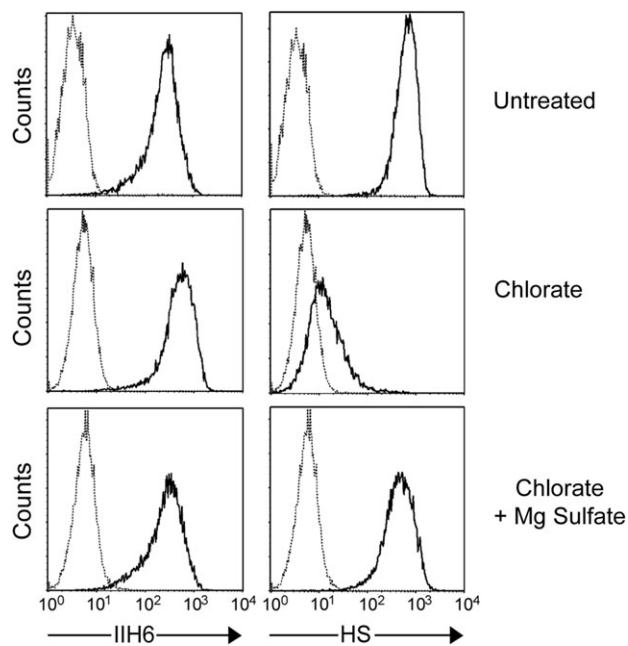 Counts
Untreated
Counts
Chlorate
Counts
Chlorate
+ Mg Sulfate
10⁰ 10¹ 10² 10³ 10⁴ 10⁰ 10¹ 10² 10³ 10⁴
IIH6 HS